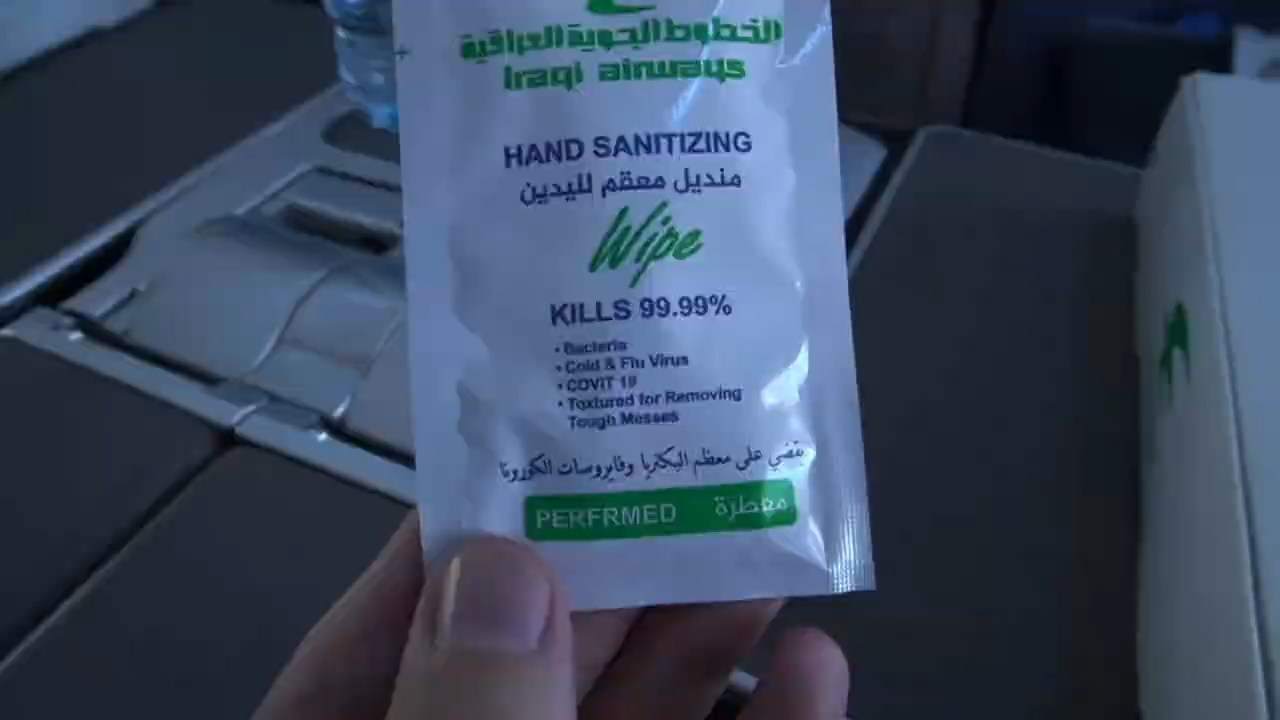 الخطوط الجوية العراقية
Iraqi airways
HAND SANITIZING
منديل معقم لليدين
Wipe
KILLS 99.99%
• Bacteria
• Cold & Flu Virus
• COVIT 19
• Textured for Removing
Tough Messes
يقضي على معظم البكتريا وفايروسات الكورونا
PERFRMED معطرة